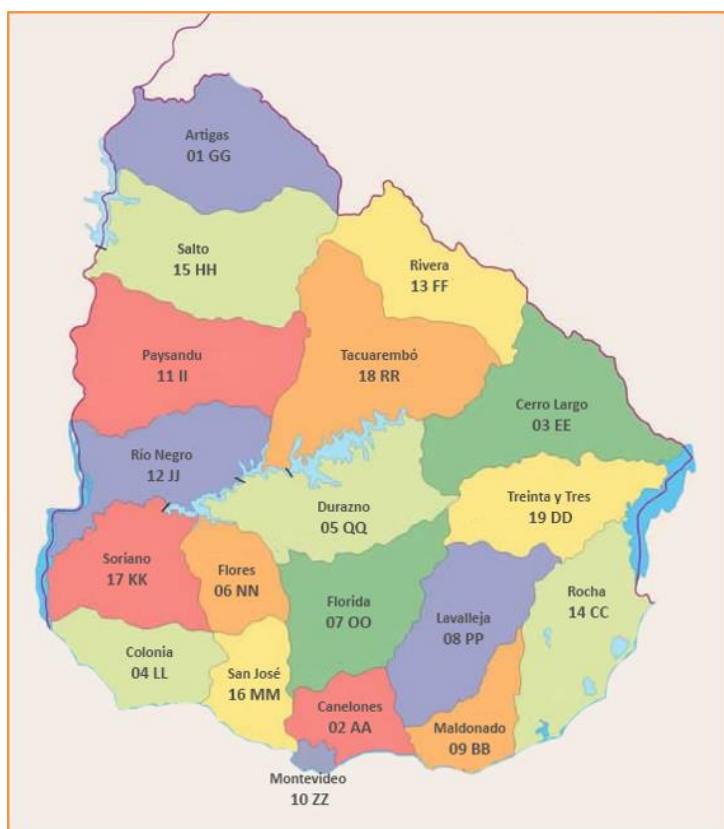 Artigas
01 GG
Salto
15 HH
Rivera
13 FF
Paysandu
11 II
Tacuarembó
18 RR
Cerro Largo
03 EE
Río Negro
12 JJ
Durazno
05 QQ
Treinta y Tres
19 DD
Soriano
17 KK
Flores
06 NN
Florida
07 OO
Lavalleja
08 PP
Rocha
14 CC
Colonia
04 LL
San José
16 MM
Canelones
02 AA
Maldonado
09 BB
Montevideo
10 ZZ